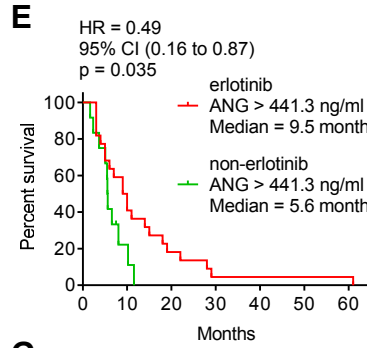 E
HR = 0.49
95% CI (0.16 to 0.87)
p = 0.035
erlotinib
ANG > 441.3 ng/ml
Median = 9.5 month
non-erlotinib
ANG > 441.3 ng/ml
Median = 5.6 month
Percent survival
100
80
60
40
20
0
0 10 20 30 40 50 60
Months